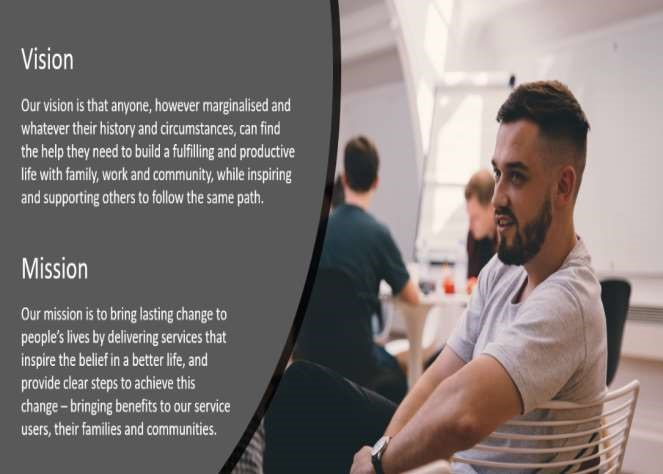 Vision
Our vision is that anyone, however marginalised and
whatever their history and circumstances, can find
the help they need to build a fulfilling and productive
life with family, work and community, while inspiring
and supporting others to follow the same path.
Mission
Our mission is to bring lasting change to
people’s lives by delivering services that
inspire the belief in a better life, and
provide clear steps to achieve this
change – bringing benefits to our service
users, their families and communities.